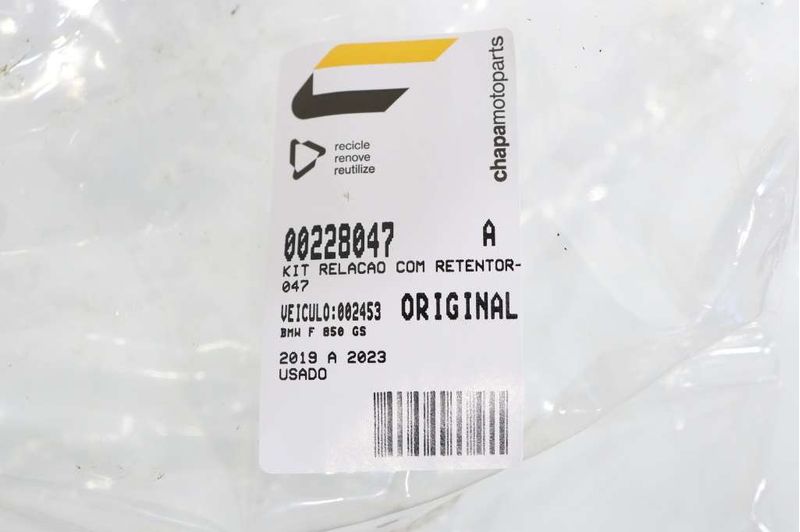 chapamotoparts
recicle
renove
reutilize
00228047 A
KIT RELACAO COM RETENTOR-
047
VEICULO:002453 ORIGINAL
BMW F 850 GS
2019 A 2023
USADO